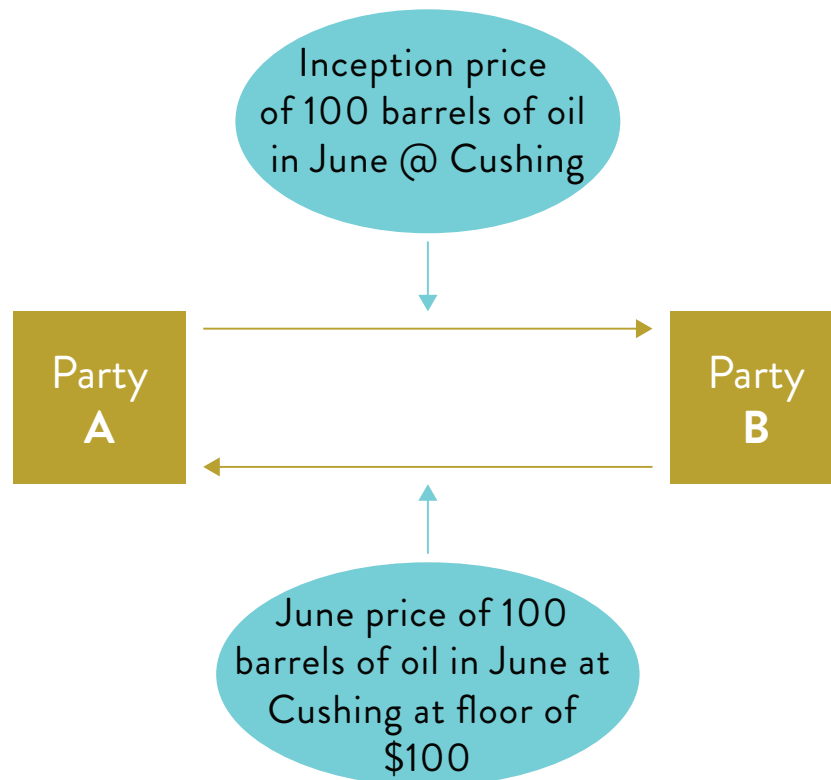 Inception price
of 100 barrels of oil
in June @ Cushing
Party
A
Party
B
June price of 100
barrels of oil in June at
Cushing at floor of
$100